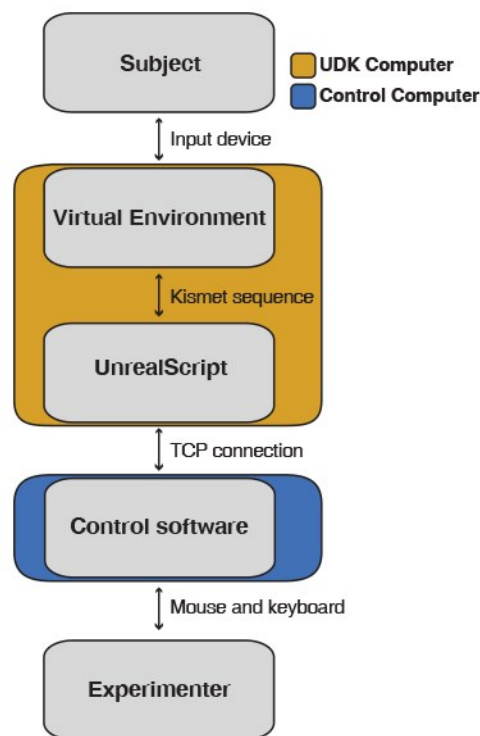 Subject
UDK Computer
Control Computer
Input device
Virtual Environment
Kismet sequence
UnrealScript
TCP connection
Control software
Mouse and keyboard
Experimenter